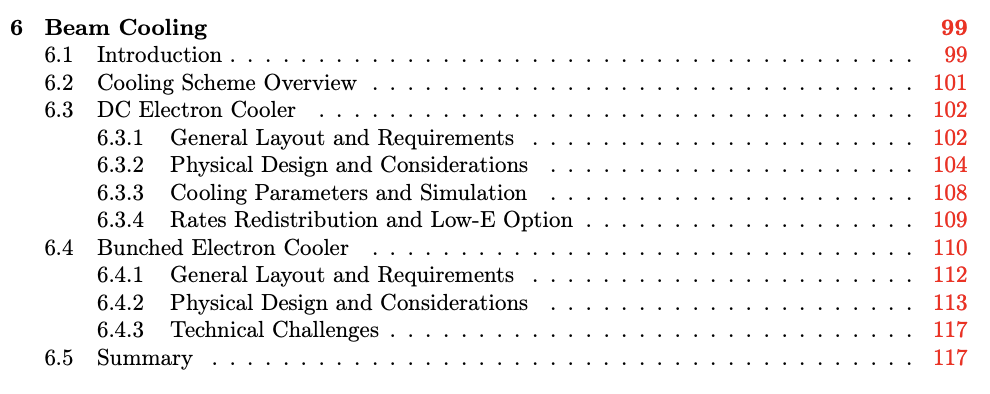 6 Beam Cooling 99
6.1 Introduction . . . . . . . . . . . . . . . . . . . . . . . . . . . . . . . . . . . . . . . . 99
6.2 Cooling Scheme Overview . . . . . . . . . . . . . . . . . . . . . . . . . . . . . . . 101
6.3 DC Electron Cooler . . . . . . . . . . . . . . . . . . . . . . . . . . . . . . . . . . 102
6.3.1 General Layout and Requirements . . . . . . . . . . . . . . . . . . . . . . 102
6.3.2 Physical Design and Considerations . . . . . . . . . . . . . . . . . . . . . 104
6.3.3 Cooling Parameters and Simulation . . . . . . . . . . . . . . . . . . . . . 108
6.3.4 Rates Redistribution and Low-E Option . . . . . . . . . . . . . . . . . . . 109
6.4 Bunched Electron Cooler . . . . . . . . . . . . . . . . . . . . . . . . . . . . . . . 110
6.4.1 General Layout and Requirements . . . . . . . . . . . . . . . . . . . . . . 112
6.4.2 Physical Design and Considerations . . . . . . . . . . . . . . . . . . . . . 113
6.4.3 Technical Challenges . . . . . . . . . . . . . . . . . . . . . . . . . . . . . . 117
6.5 Summary . . . . . . . . . . . . . . . . . . . . . . . . . . . . . . . . . . . . . . . . . 117